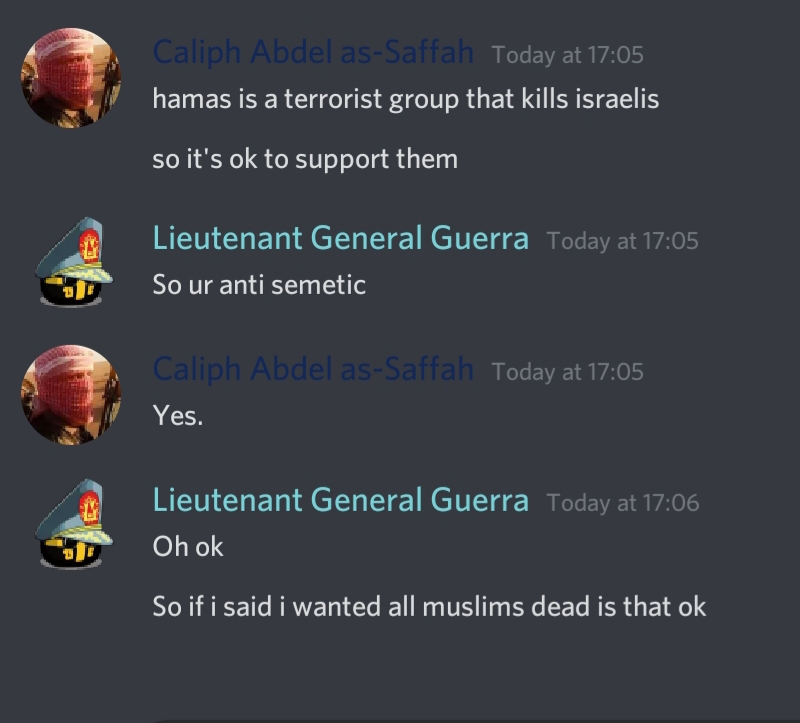 Caliph Abdel as-Saffah Today at 17:05
hamas is a terrorist group that kills israelis
so it's ok to support them
Lieutenant General Guerra Today at 17:05
So ur anti semetic
Caliph Abdel as-Saffah Today at 17:05
Yes.
Lieutenant General Guerra Today at 17:06
Oh ok
So if i said i wanted all muslims dead is that ok